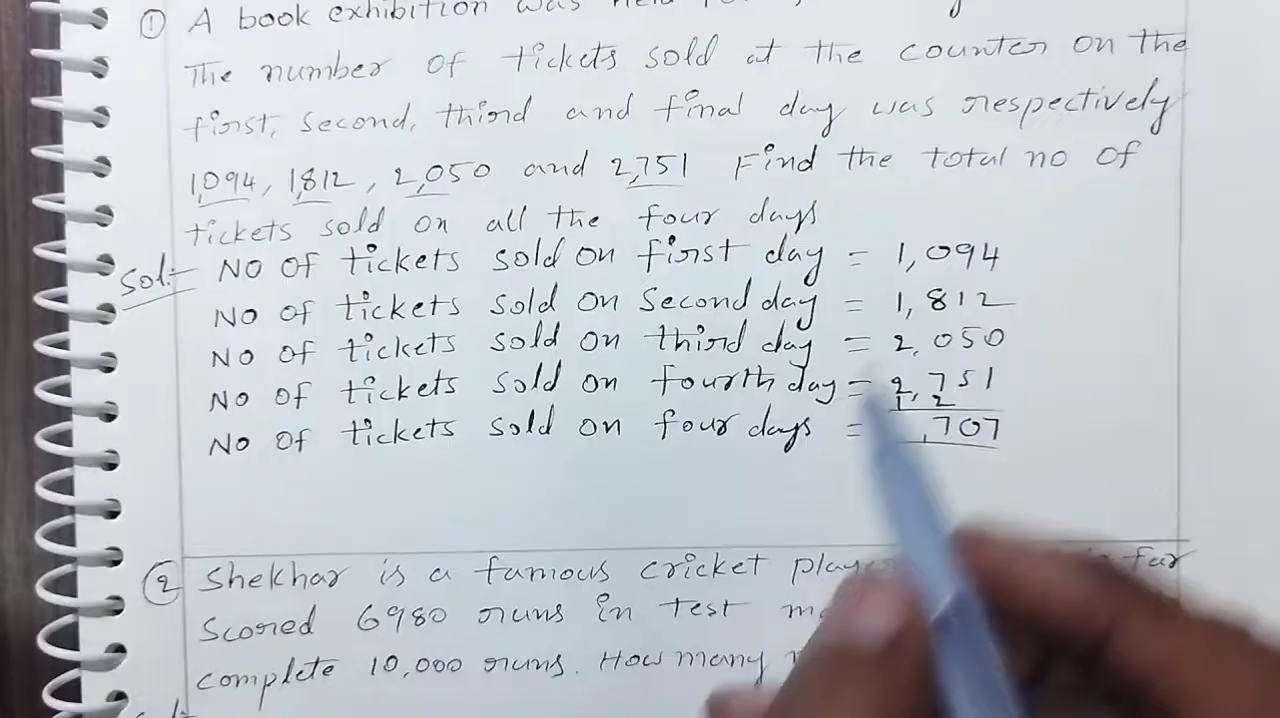 ① A book exhibition was held
The number of tickets sold at the counter on the
first, second, third and final day was respectively
1,094, 1,812, 2,050 and 2,751 Find the total no of
tickets sold on all the four days
Sol:- No of tickets sold on first day = 1,094
No of tickets sold on second day = 1,812
No of tickets sold on third day = 2,050
No of tickets sold on fourth day = 2,751
1 2
No of tickets sold on four days = ,707
② Shekhar is a famous cricket player far
scored 6980 runs in test
complete 10,000 runs. How many